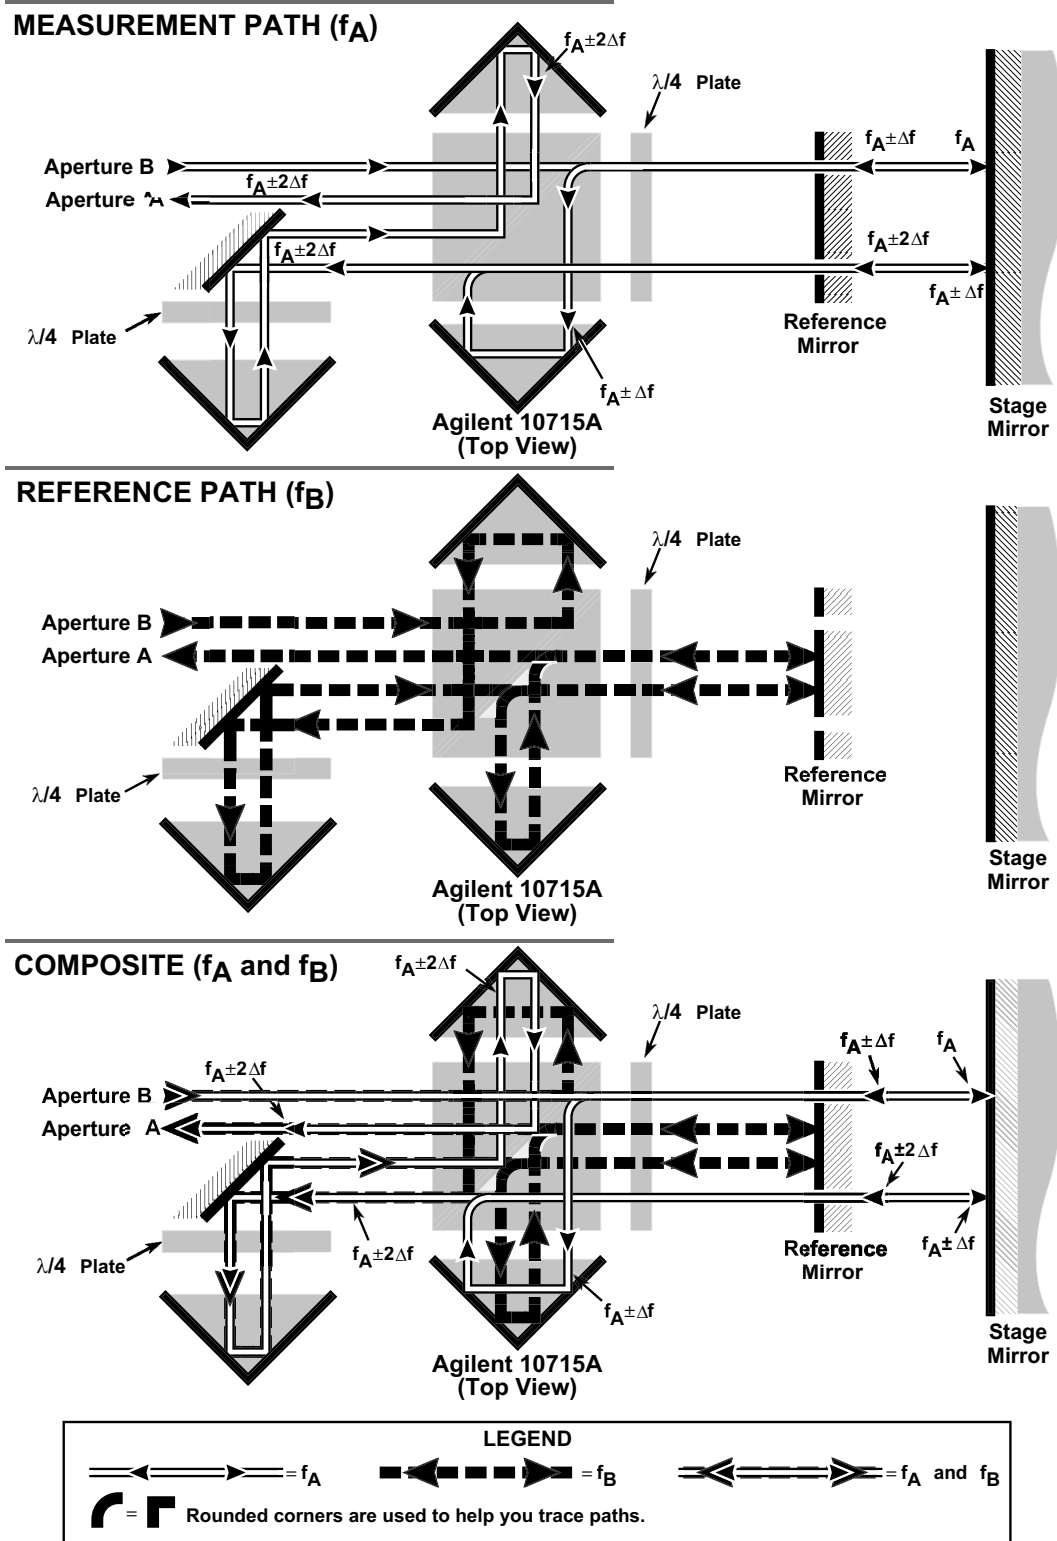 MEASUREMENT PATH (fA)
fA±2Δf
λ/4 Plate
Aperture B
fA±Δf
fA
fA±2Δf
Aperture A
fA±2Δf
fA±2Δf
fA± Δf
λ/4 Plate
Reference
Mirror
fA± Δf
Agilent 10715A
(Top View)
Stage
Mirror
REFERENCE PATH (fB)
λ/4 Plate
Aperture B
Aperture A
λ/4 Plate
Reference
Mirror
Agilent 10715A
(Top View)
Stage
Mirror
COMPOSITE (fA and fB)
fA±2Δf
λ/4 Plate
fA± Δf
fA
fA±2Δf
Aperture B
Aperture A
fA±2Δf
fA±2Δf
fA± Δf
λ/4 Plate
Reference
Mirror
fA±Δf
Agilent 10715A
(Top View)
Stage
Mirror
LEGEND
= fA
= fB
= fA and fB
= Rounded corners are used to help you trace paths.